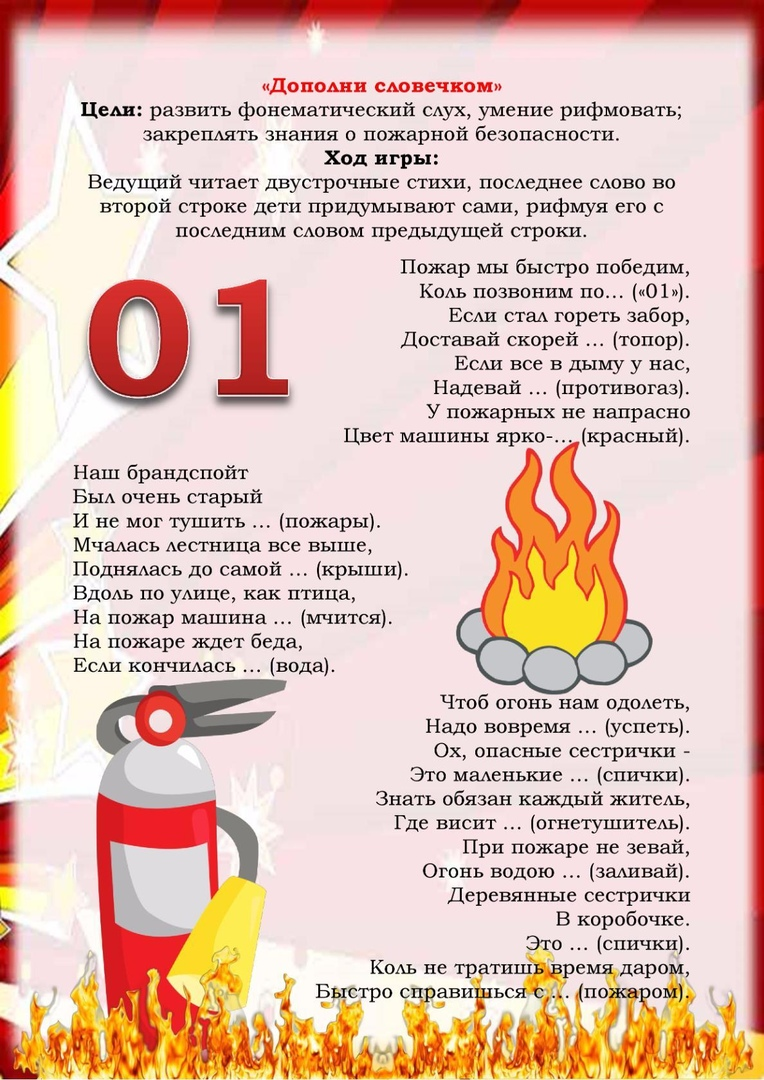 «Дополни словечком»
Цели: развить фонематический слух, умение рифмовать;
закреплять знания о пожарной безопасности.
Ход игры:
Ведущий читает двустрочные стихи, последнее слово во
второй строке дети придумывают сами, рифмуя его с
последним словом предыдущей строки.
Пожар мы быстро победим,
Коль позвоним по... («01»).
Если стал гореть забор,
Доставай скорей ... (топор).
Если все в дыму у нас,
Надевай ... (противогаз).
У пожарных не напрасно
Цвет машины ярко-... (красный).
01
Наш брандспойт
Был очень старый
И не мог тушить ... (пожары).
Мчалась лестница все выше,
Поднялась до самой ... (крыши).
Вдоль по улице, как птица,
На пожар машина ... (мчится).
На пожаре ждет беда,
Если кончилась ... (вода).
Чтоб огонь нам одолеть,
Надо вовремя ... (успеть).
Ох, опасные сестрички -
Это маленькие ... (спички).
Знать обязан каждый житель,
Где висит ... (огнетушитель).
При пожаре не зевай,
Огонь водою ... (заливай).
Деревянные сестрички
В коробочке.
Это ... (спички).
Коль не тратишь время даром,
Быстро справишься с ... (пожаром).